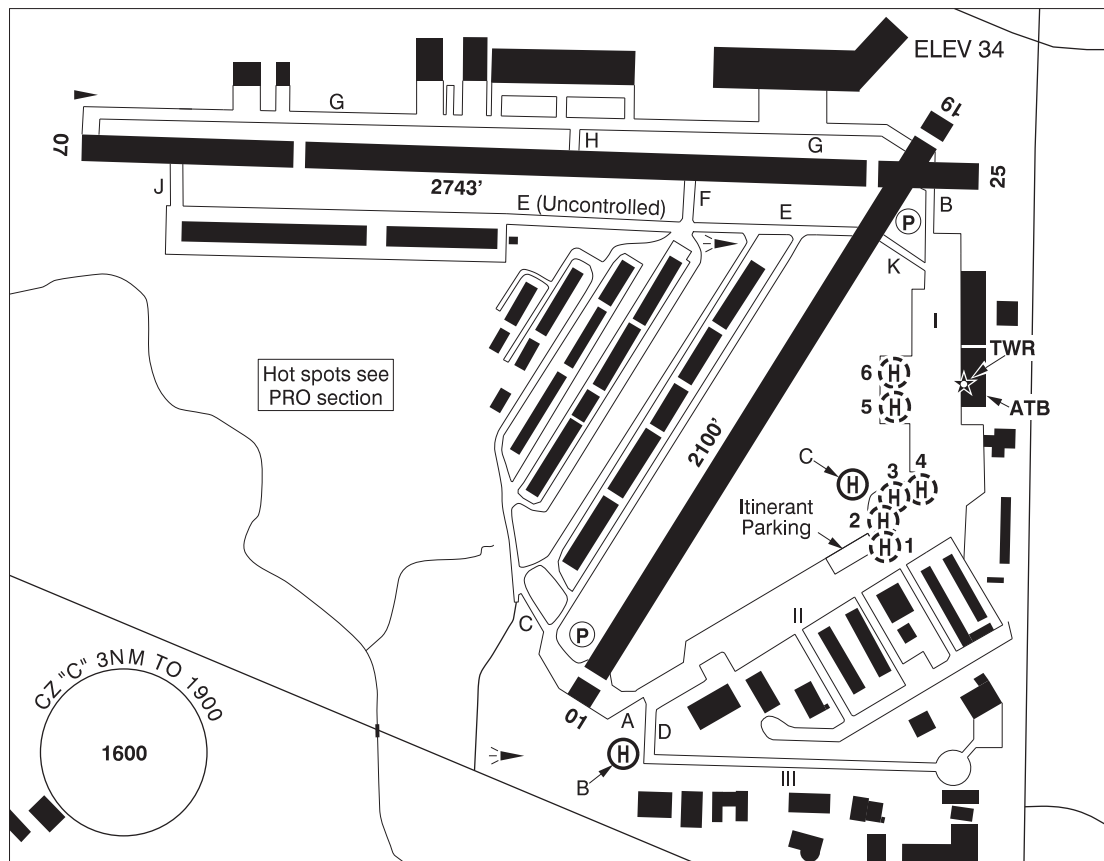 ELEV 34
19
G
07
H
G
25
J
2743'
F
B
E (Uncontrolled)
E
P
K
I
TWR
Hot spots see
PRO section
6 H
5 H
ATB
2100'
C
H
3
4
H
H
Itinerant
Parking
2
H
H 1
II
C
P
CZ "C" 3NM TO 1900
1600
01
A
D
H
B
III